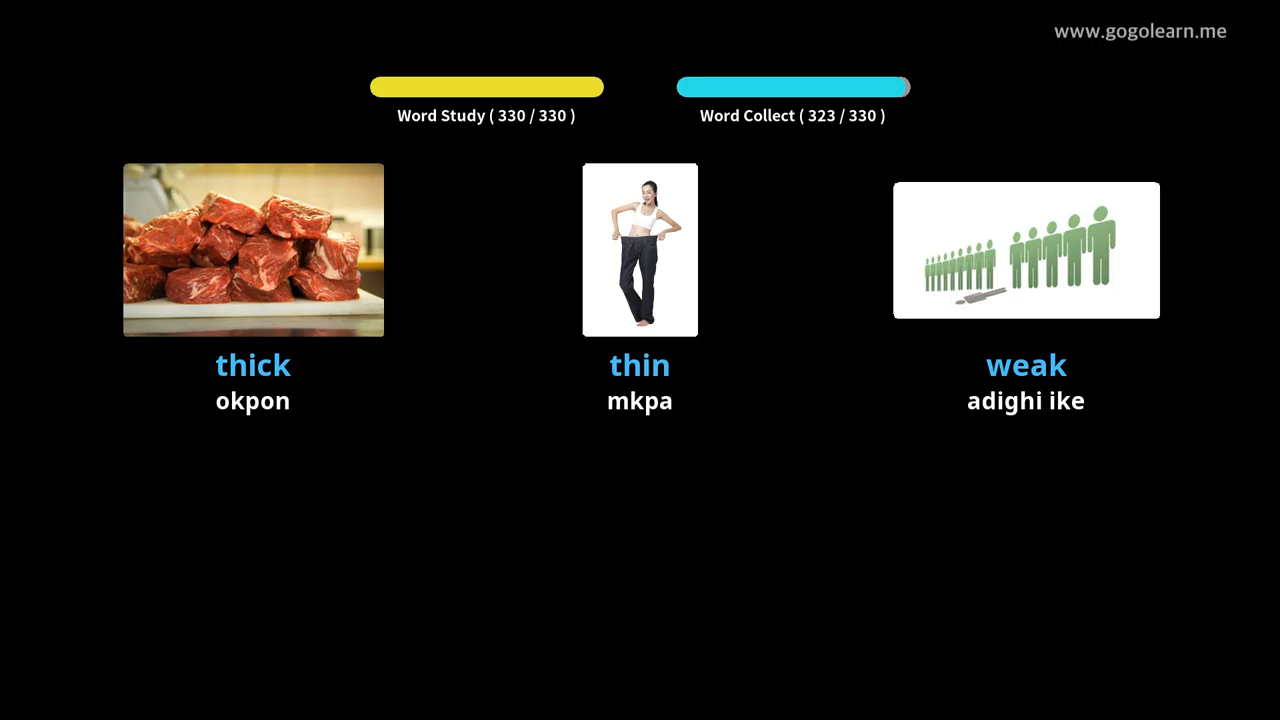 www.gogolearn.me
Word Study ( 330 / 330 )
Word Collect ( 323 / 330 )
thick
okpon
thin
mkpa
weak
adighi ike